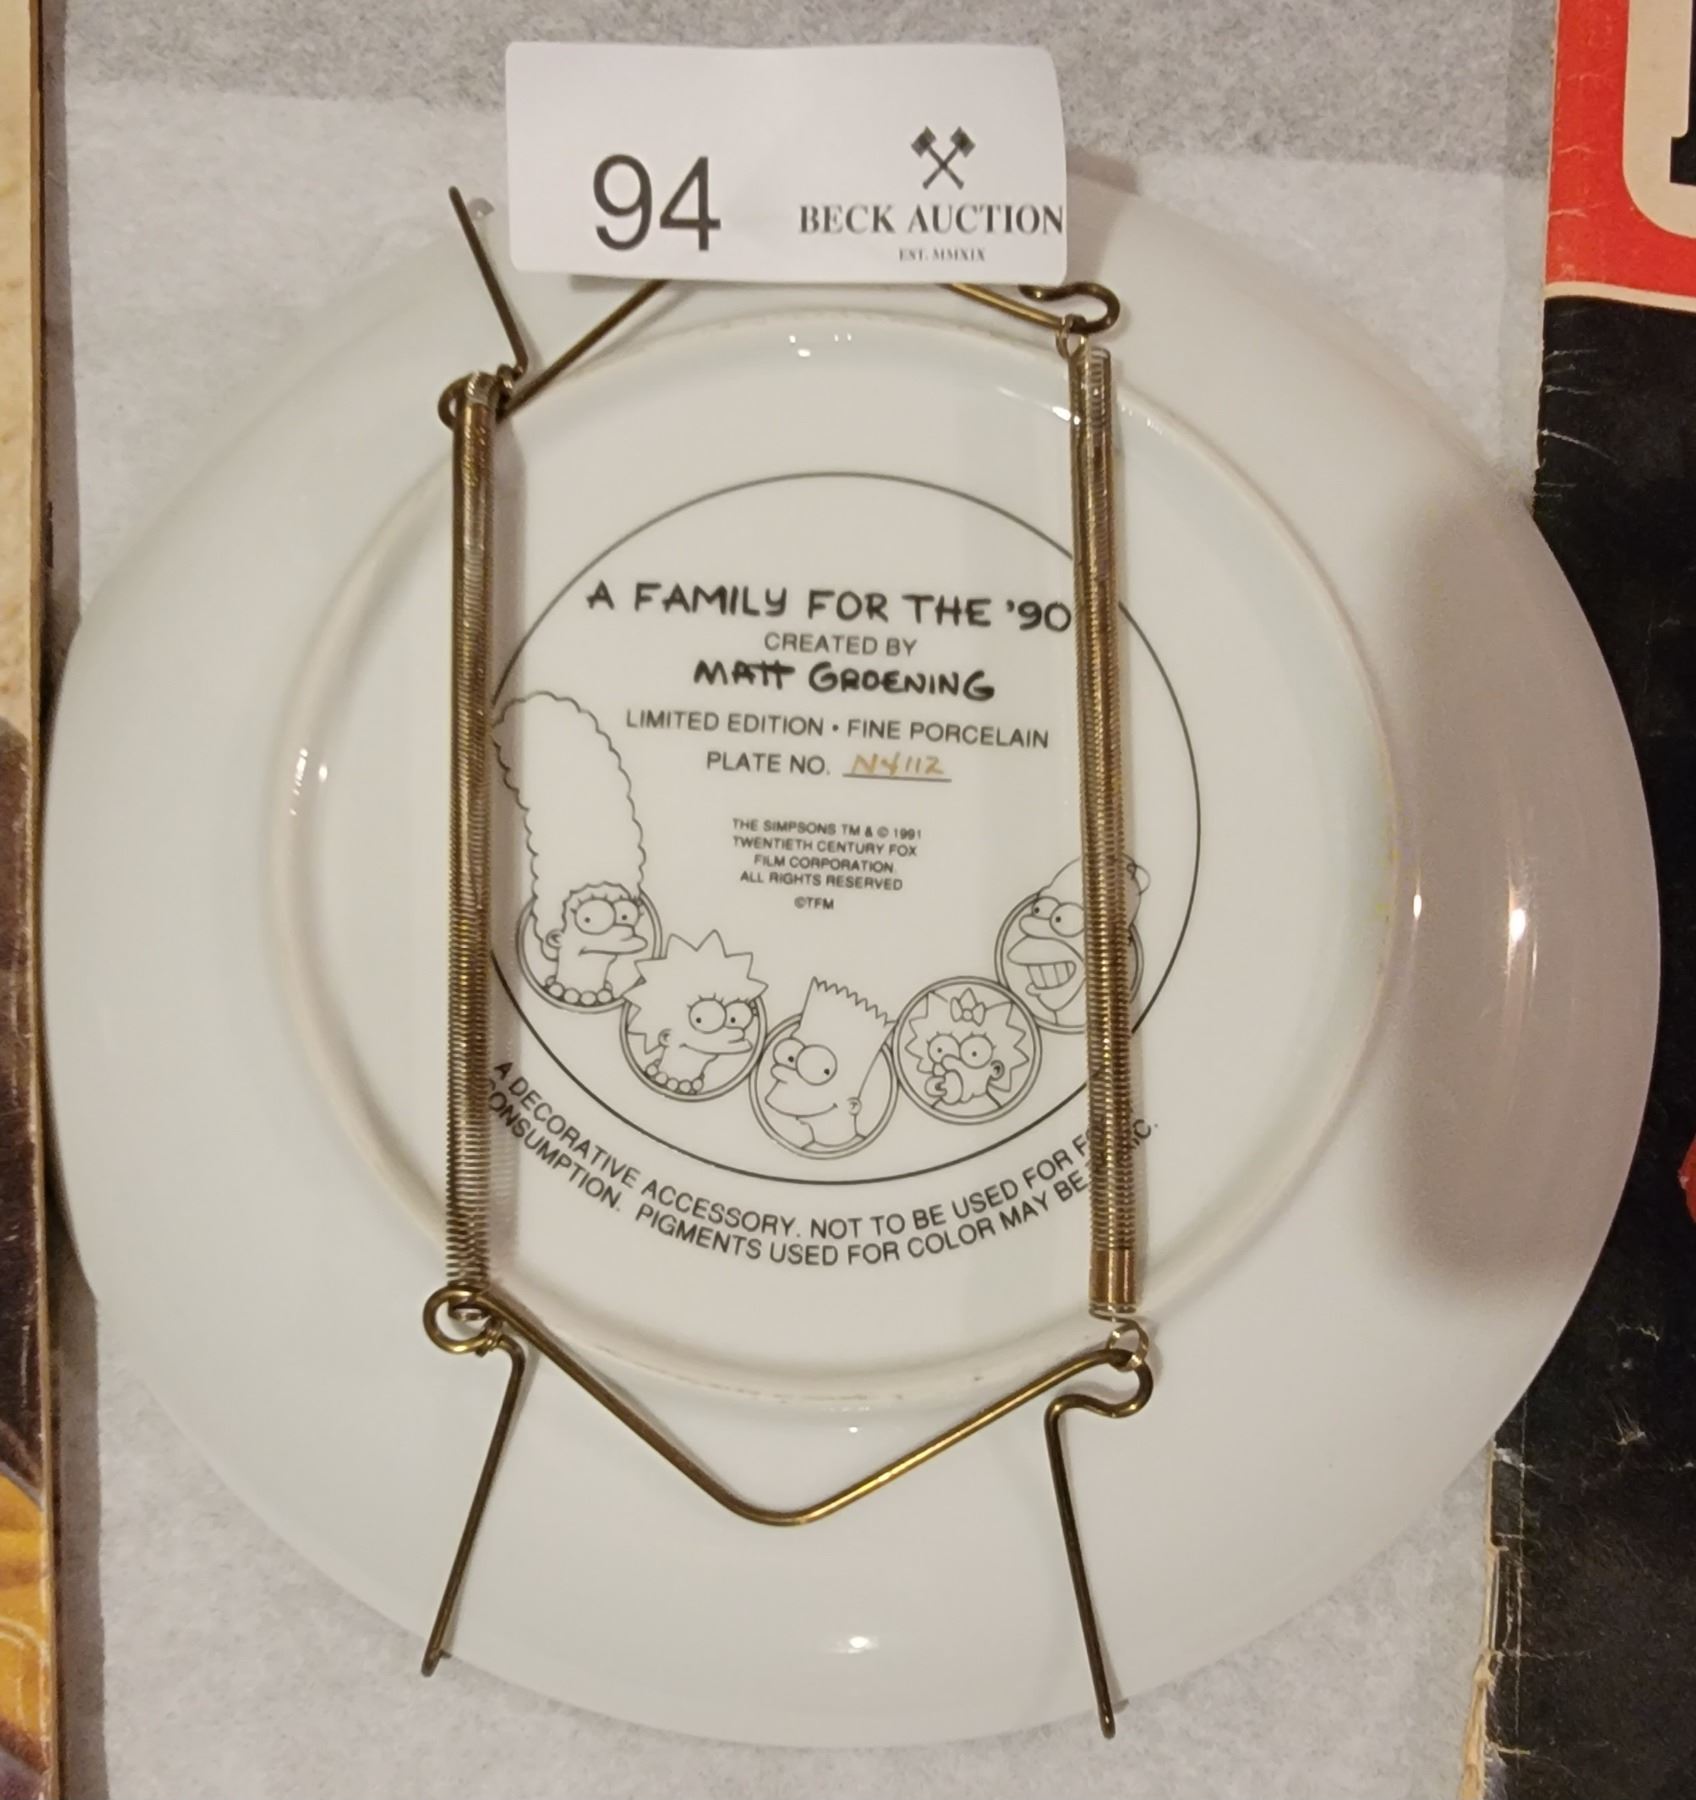 94
BECK AUCTION
EST. MMXIX
A FAMILY FOR THE '90
CREATED BY
MATT GROENING
LIMITED EDITION • FINE PORCELAIN
PLATE NO. N4112
THE SIMPSONS TM & © 1991
TWENTIETH CENTURY FOX
FILM CORPORATION
ALL RIGHTS RESERVED
©TFM
A DECORATIVE ACCESSORY. NOT TO BE USED FOR
CONSUMPTION. PIGMENTS USED FOR COLOR MAY BE